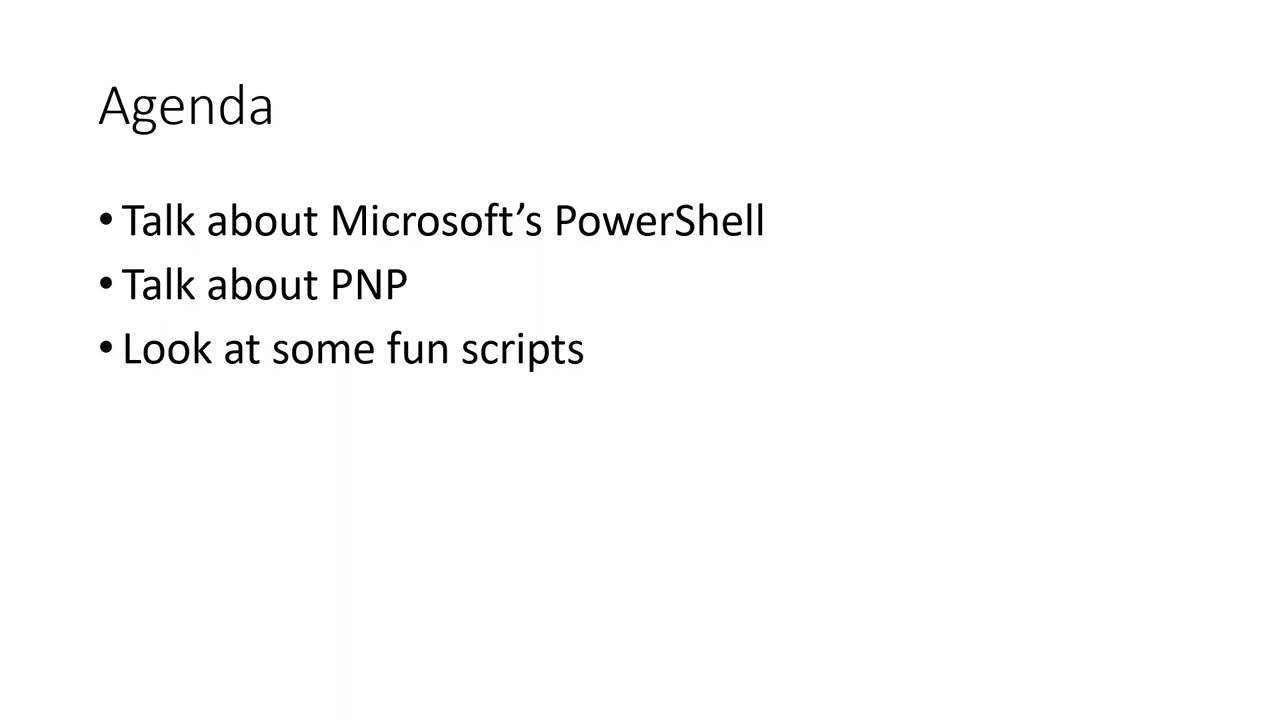 Agenda
• Talk about Microsoft’s PowerShell
• Talk about PNP
• Look at some fun scripts